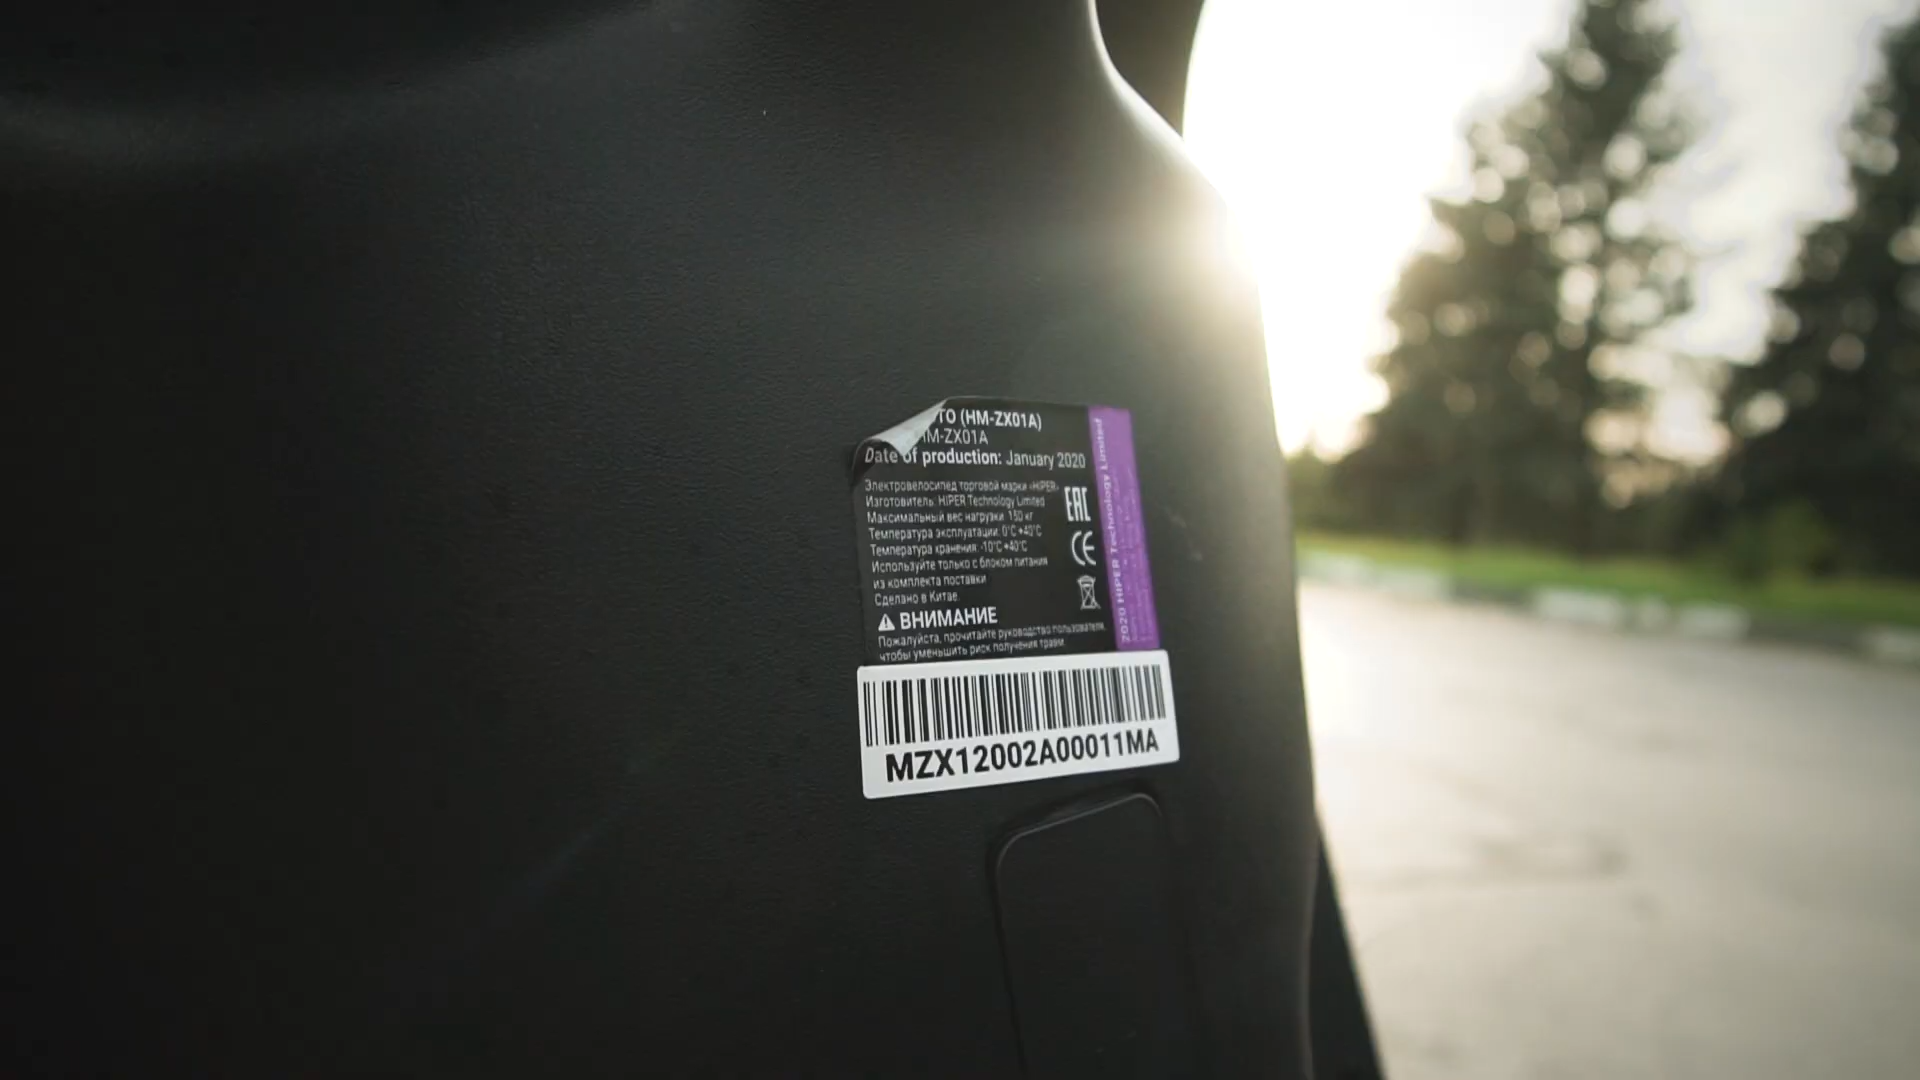 TO (HM-ZX01A)
HM-ZX01A
Date of production: January 2020
Электровелосипед торговой марки «HIPER»
Изготовитель: HIPER Technology Limited
Максимальный вес нагрузки: 150 кг
Температура эксплуатации: 0°C +40°C
Температура хранения: -10°C +40°C
Используйте только с блоком питания
из комплекта поставки
Сделано в Китае.
EAC
CE
ВНИМАНИЕ
Пожалуйста, прочитайте руководство пользователя,
чтобы уменьшить риск получения травм
2020 HIPER Technology Limited
MZX12002A00011MA